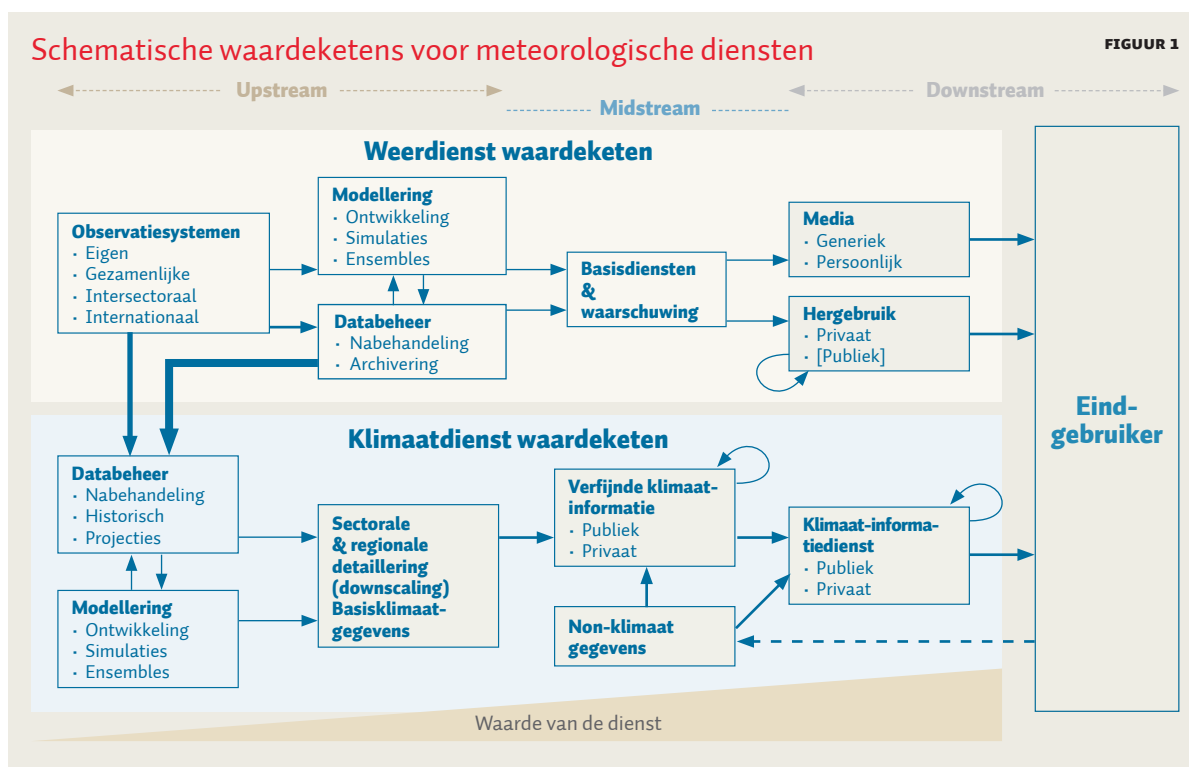 Schematische waardeketens voor meteorologische diensten
FIGUUR 1
Upstream
Midstream
Downstream
Weerdienst waardeketen
Observatiesystemen
· Eigen
· Gezamenlijke
· Intersectoraal
· Internationaal
Modellering
· Ontwikkeling
· Simulaties
· Ensembles
Databeheer
· Nabehandeling
· Archivering
Basisdiensten
&
waarschuwing
Media
· Generiek
· Persoonlijk
Hergebruik
· Privaat
· [Publiek]
Eind-
gebruiker
Klimaatdienst waardeketen
Databeheer
· Nabehandeling
· Historisch
· Projecties
Modellering
· Ontwikkeling
· Simulaties
· Ensembles
Sectorale
& regionale
detaillering
(downscaling)
Basisklimaat-
gegevens
Verfijnde klimaat-
informatie
· Publiek
· Privaat
Non-klimaat
gegevens
Klimaat-informa-
tiedienst
· Publiek
· Privaat
Waarde van de dienst